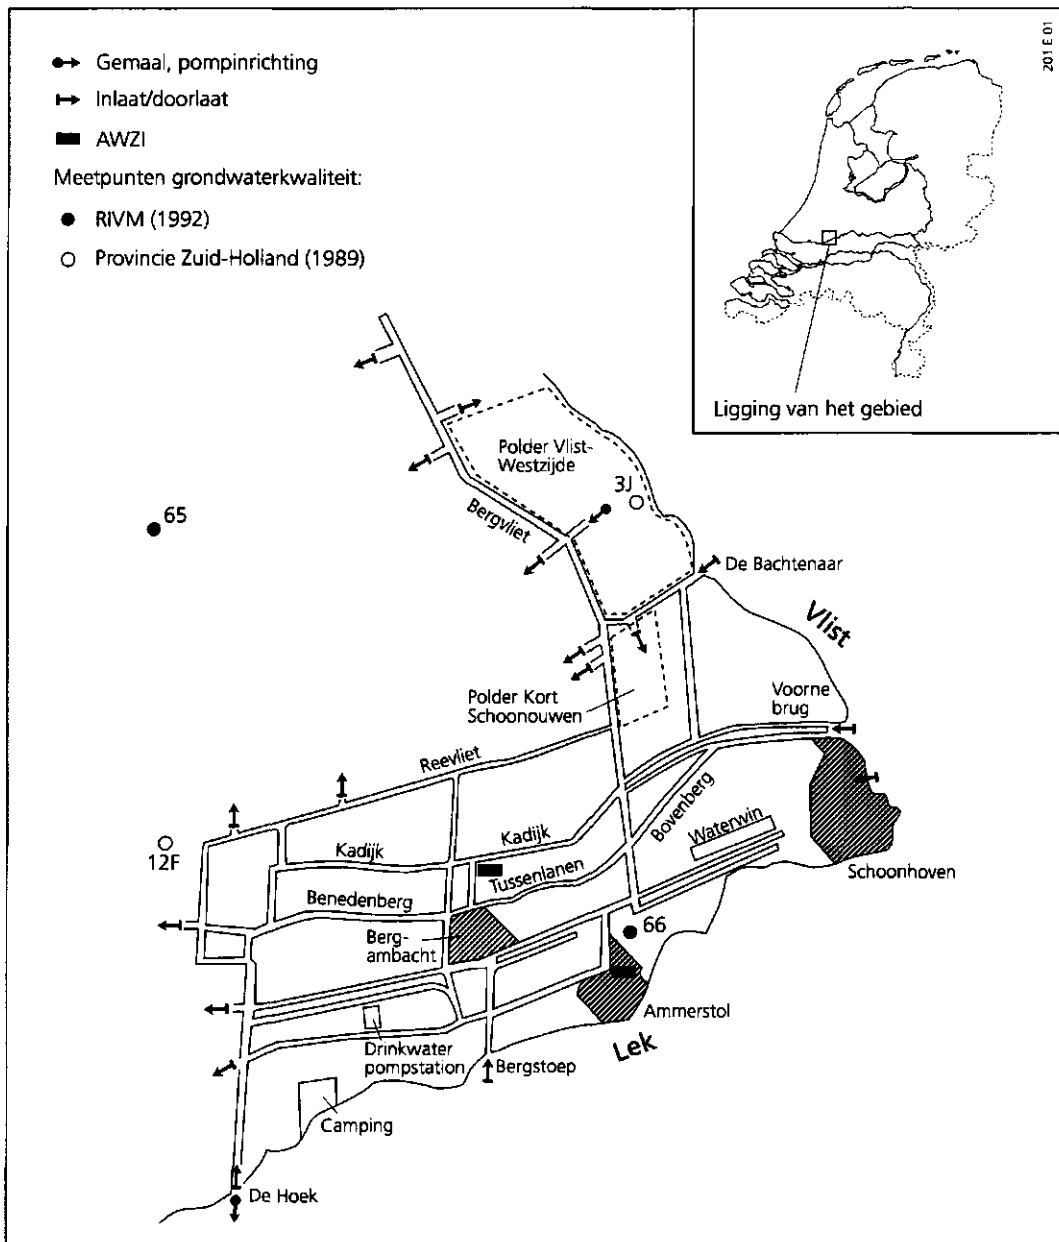 Gemaal, pompinrichting
Inlaat/doorlaat
AWZI
Meetpunten grondwaterkwaliteit:
RIVM (1992)
Provincie Zuid-Holland (1989)
201 E 01
Ligging van het gebied
Polder Vlist-
Westzijde
3J
65
Bergvliet
De Bachtenaar
Vlist
Polder Kort
Schoonouwen
Voorne
brug
Reevliet
Bovenberg
Waterwin
Kadijk
Kadijk
12F
Tussenlanen
Schoonhoven
Benedenberg
Berg-
ambacht
66
Ammerstol
Lek
Drinkwater
pompstation
Bergstoep
Camping
De Hoek